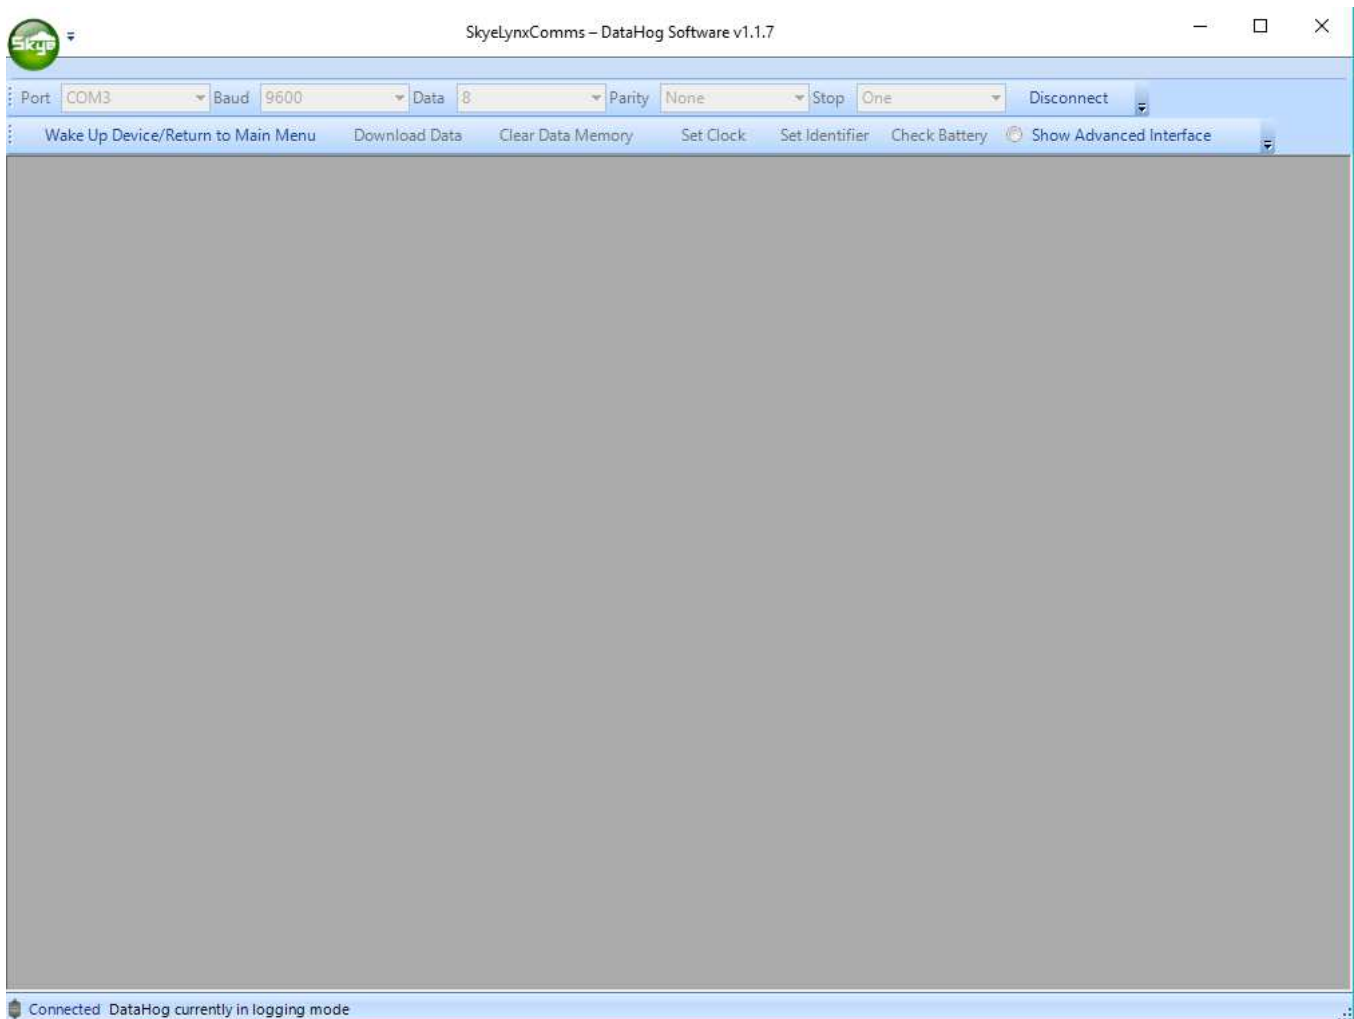 Skye
SkyeLynxComms – DataHog Software v1.1.7
Port COM3 Baud 9600 Data 8 Parity None Stop One Disconnect
Wake Up Device/Return to Main Menu Download Data Clear Data Memory Set Clock Set Identifier Check Battery Show Advanced Interface
Connected DataHog currently in logging mode